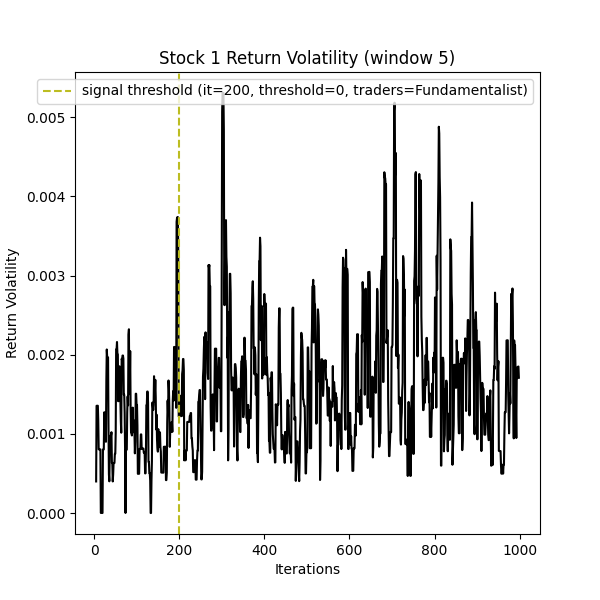 Stock 1 Return Volatility (window 5)
signal threshold (it=200, threshold=0, traders=Fundamentalist)
Return Volatility
0.005
0.004
0.003
0.002
0.001
0.000
0 200 400 600 800 1000
Iterations